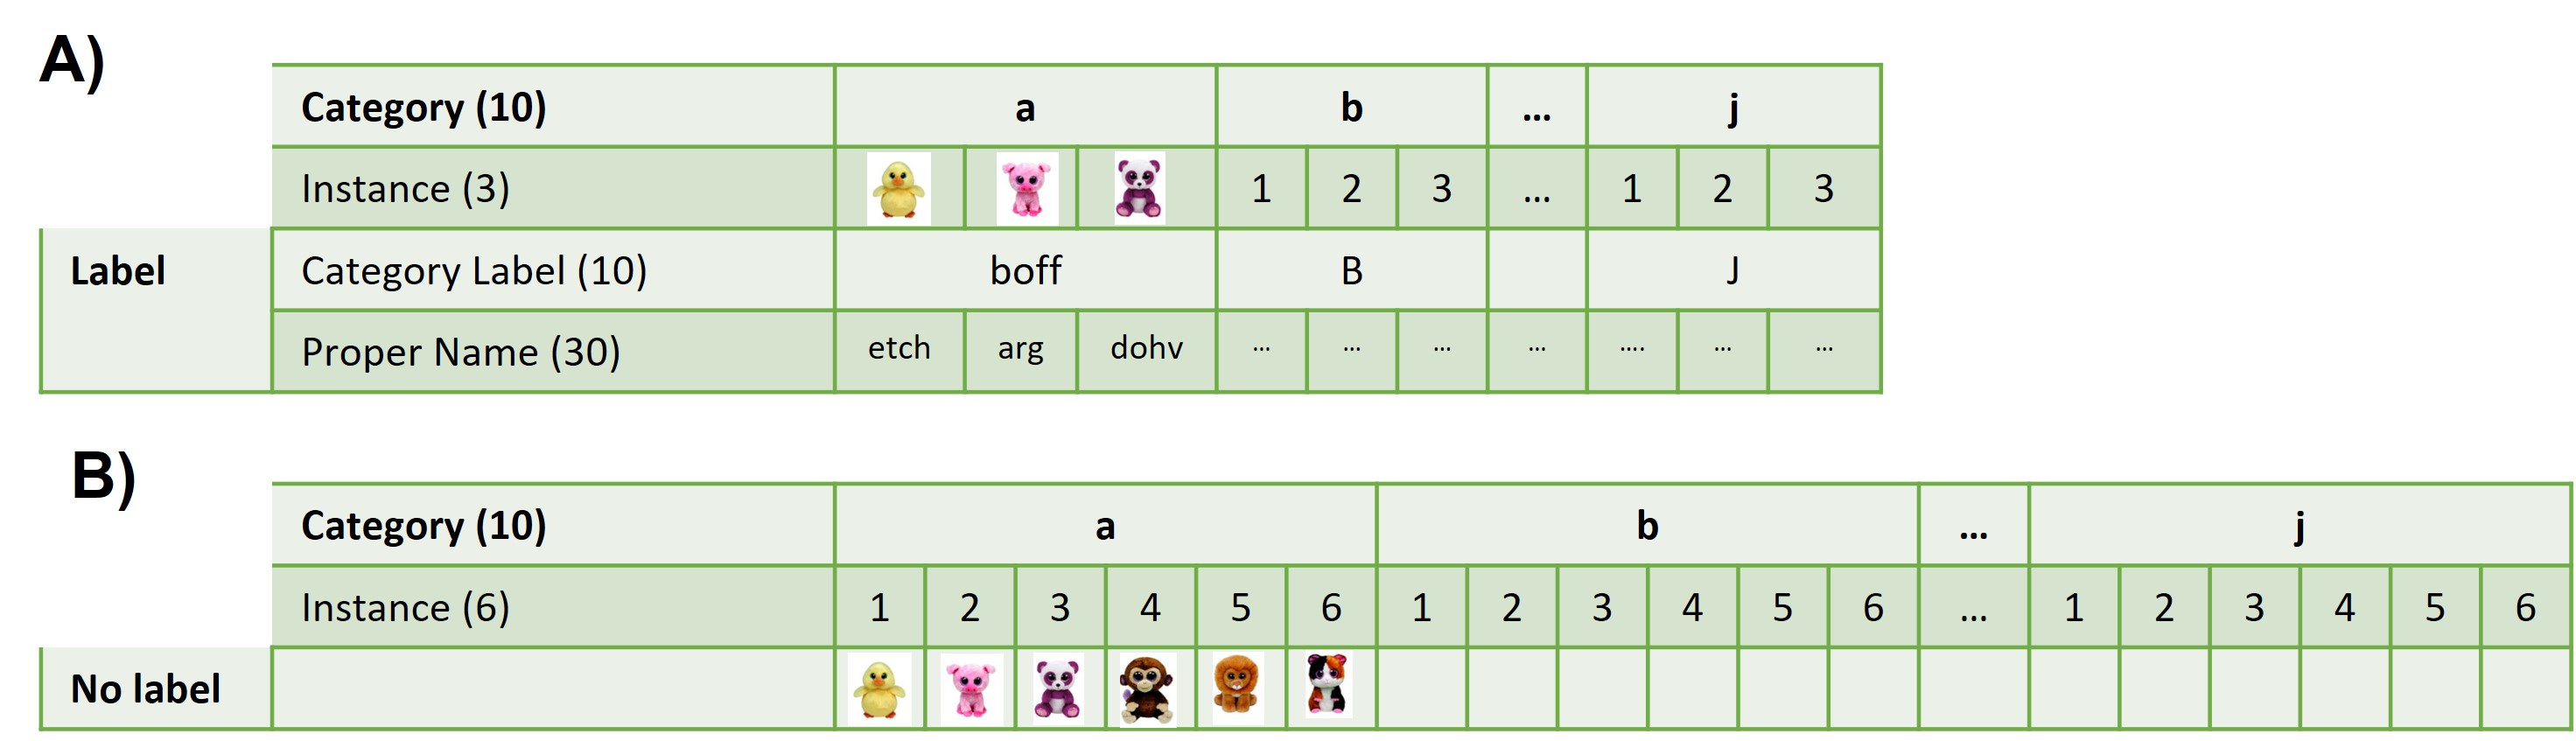 A)
Category (10) a b ... j
Instance (3) 1 2 3 ... 1 2 3
Label Category Label (10) boff B J
Proper Name (30) etch arg dohv ... ... ... ... .... ... ...
B)
Category (10) a b ... j
Instance (6) 1 2 3 4 5 6 1 2 3 4 5 6 ... 1 2 3 4 5 6
No label